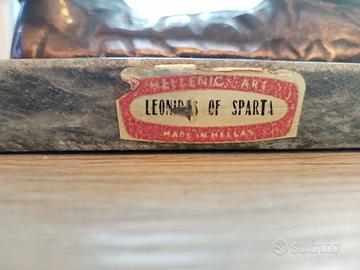 HELLENIC ART
LEONIDAS OF SPARTA
MADE IN HELLAS
subito